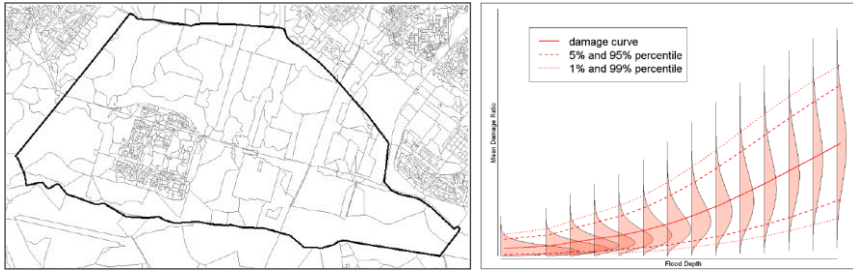 damage curve
5% and 95% percentile
1% and 99% percentile
Mean Damage Ratio
Flood Depth